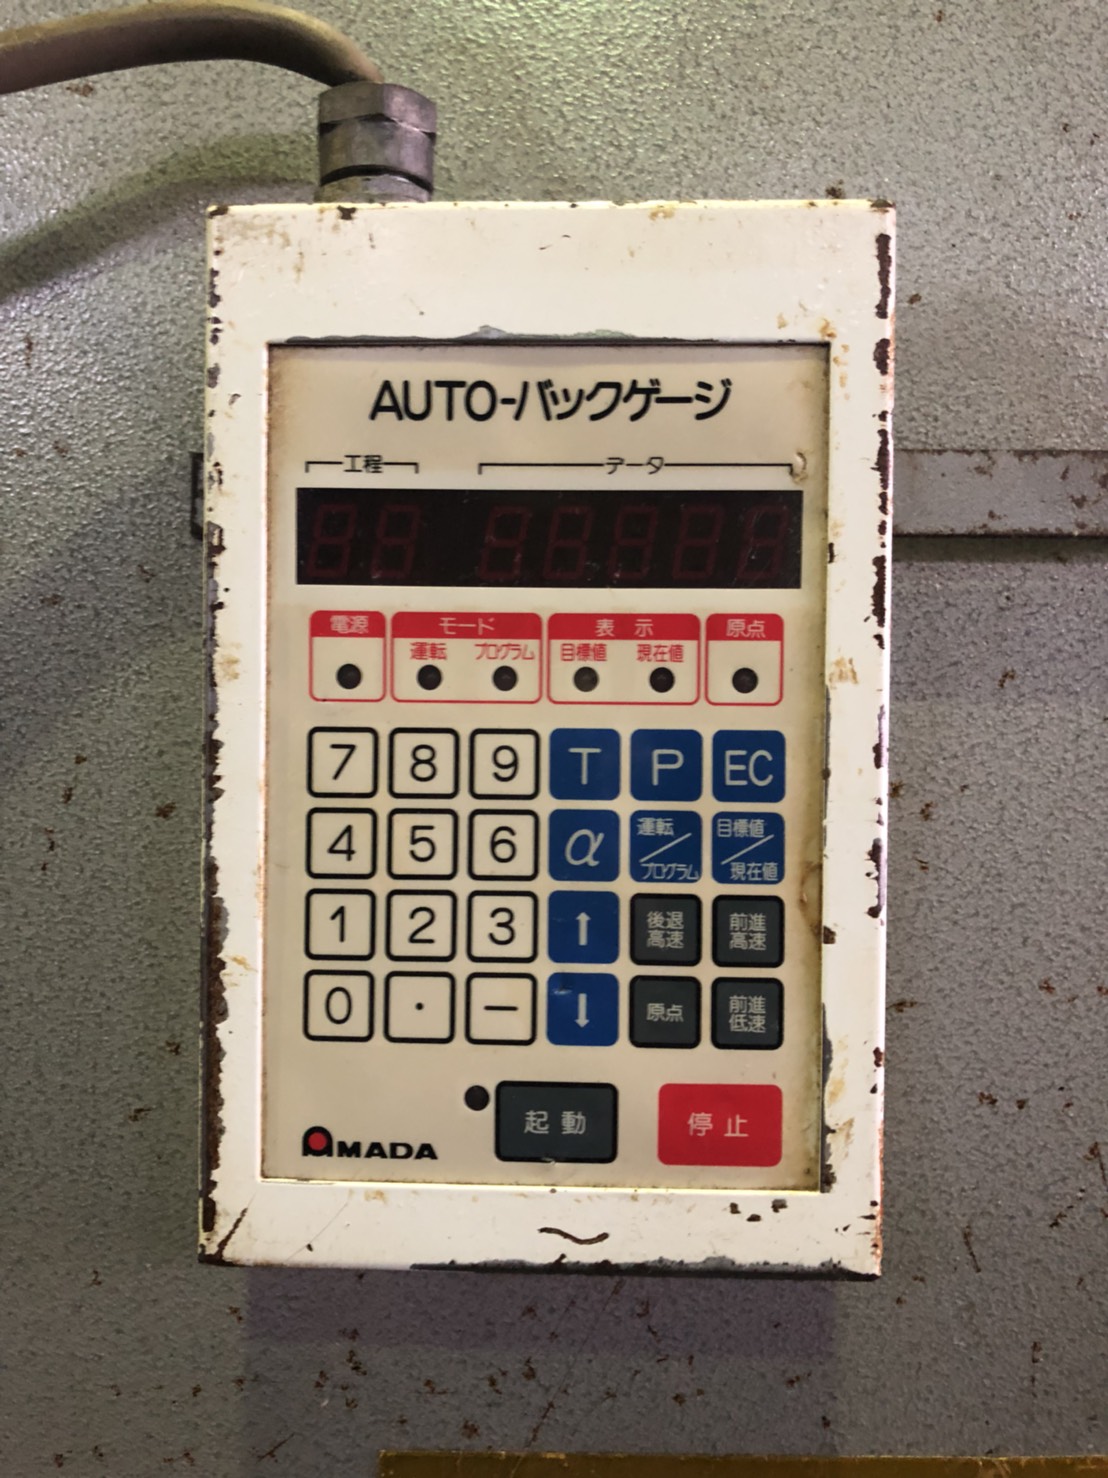 AUTO-バックゲージ
工程 データ
電源 モード 表示 原点
運転 プログラム 目標値 現在値
7 8 9 T P EC
4 5 6 α 運転/プログラム 目標値/現在値
1 2 3 ↑ 後退高速 前進高速
0 . − ↓ 原点 前進低速
起動 停止
AMADA